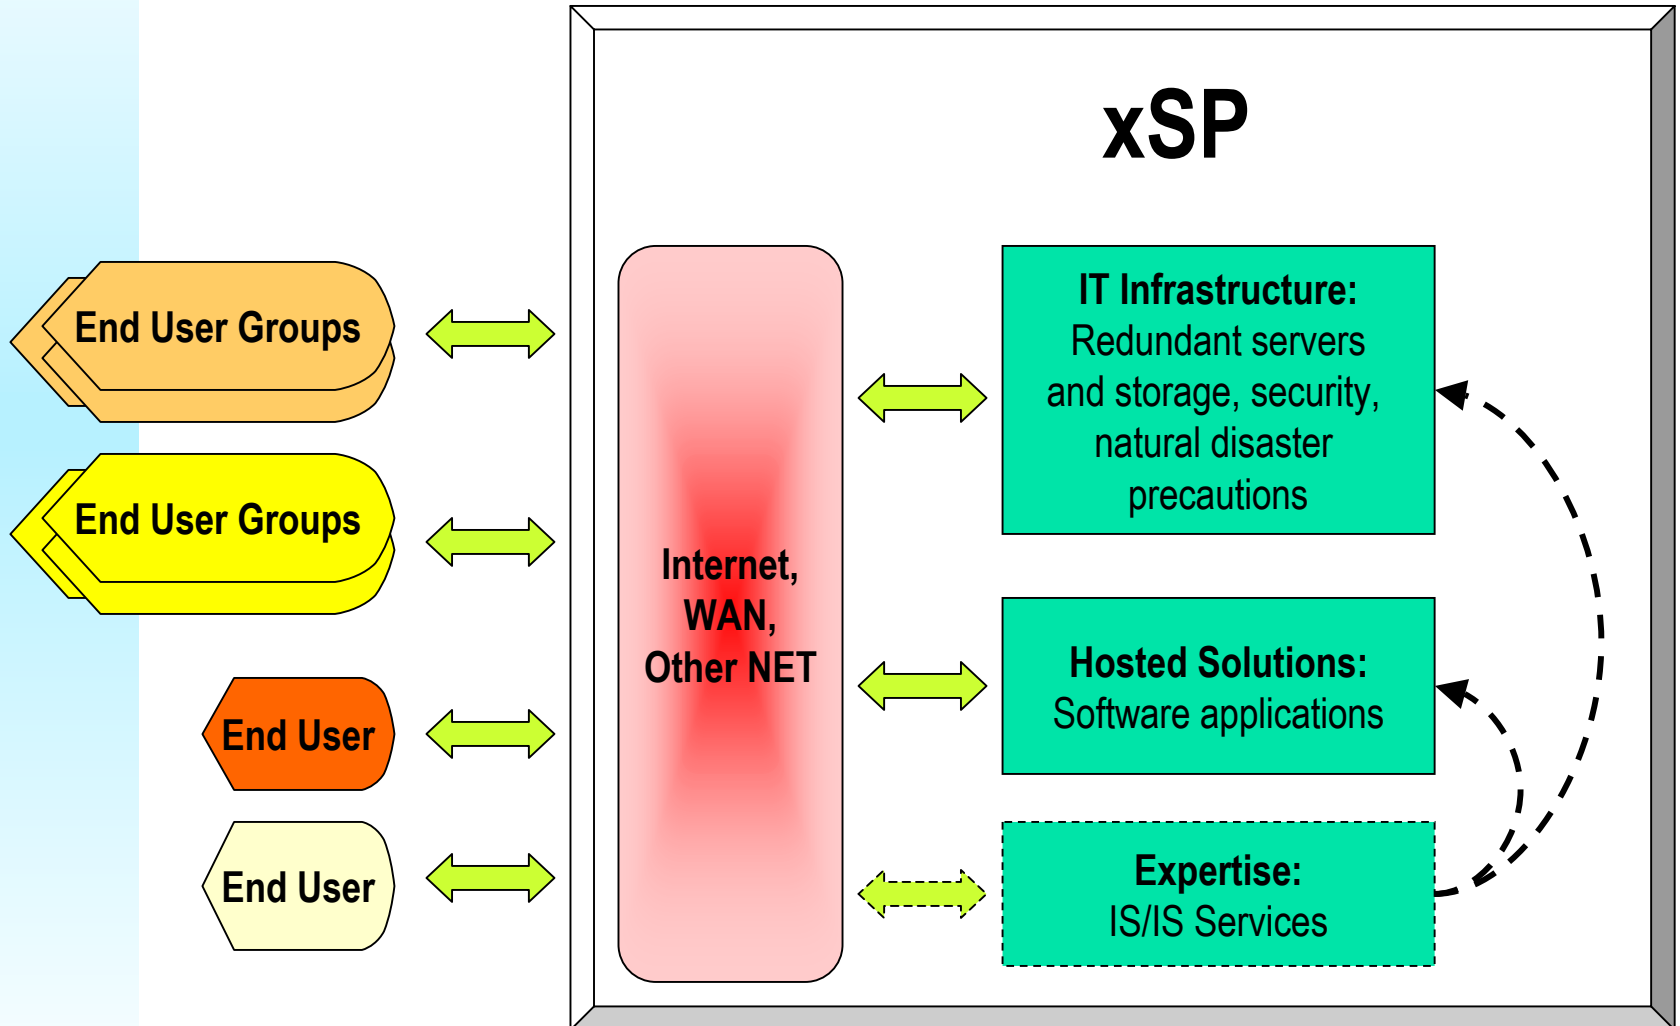 xSP
End User Groups
End User Groups
End User
End User
Internet,
WAN,
Other NET
IT Infrastructure:
Redundant servers
and storage, security,
natural disaster
precautions
Hosted Solutions:
Software applications
Expertise:
IS/IS Services